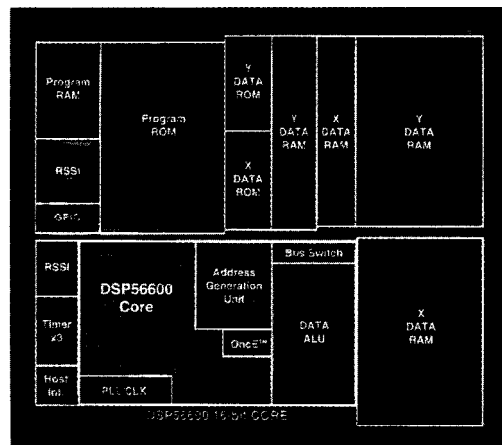 Program
RAM
RSSI
GPIO
Program
ROM
Y
DATA
ROM
X
DATA
ROM
Y
DATA
RAM
X
DATA
RAM
Y
DATA
RAM
RSSI
Timer
x3
Host
Int.
DSP56600
Core
PLL/CLK
Address
Generation
Unit
OncE™
Bus Switch
DATA
ALU
X
DATA
RAM
DSP56600 16-bit CORE